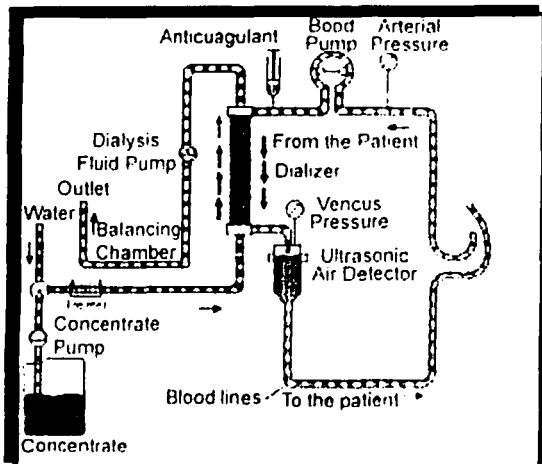 Anticuagulant
Bood
Pump
Arterial
Pressure
Dialysis
Fluid Pump
From the Patient
Dializer
Outlet
Water
Balancing
Chamber
Vencus
Pressure
Ultrasonic
Air Detector
Concentrate
Pump
Blood lines
To the patient
Concentrate